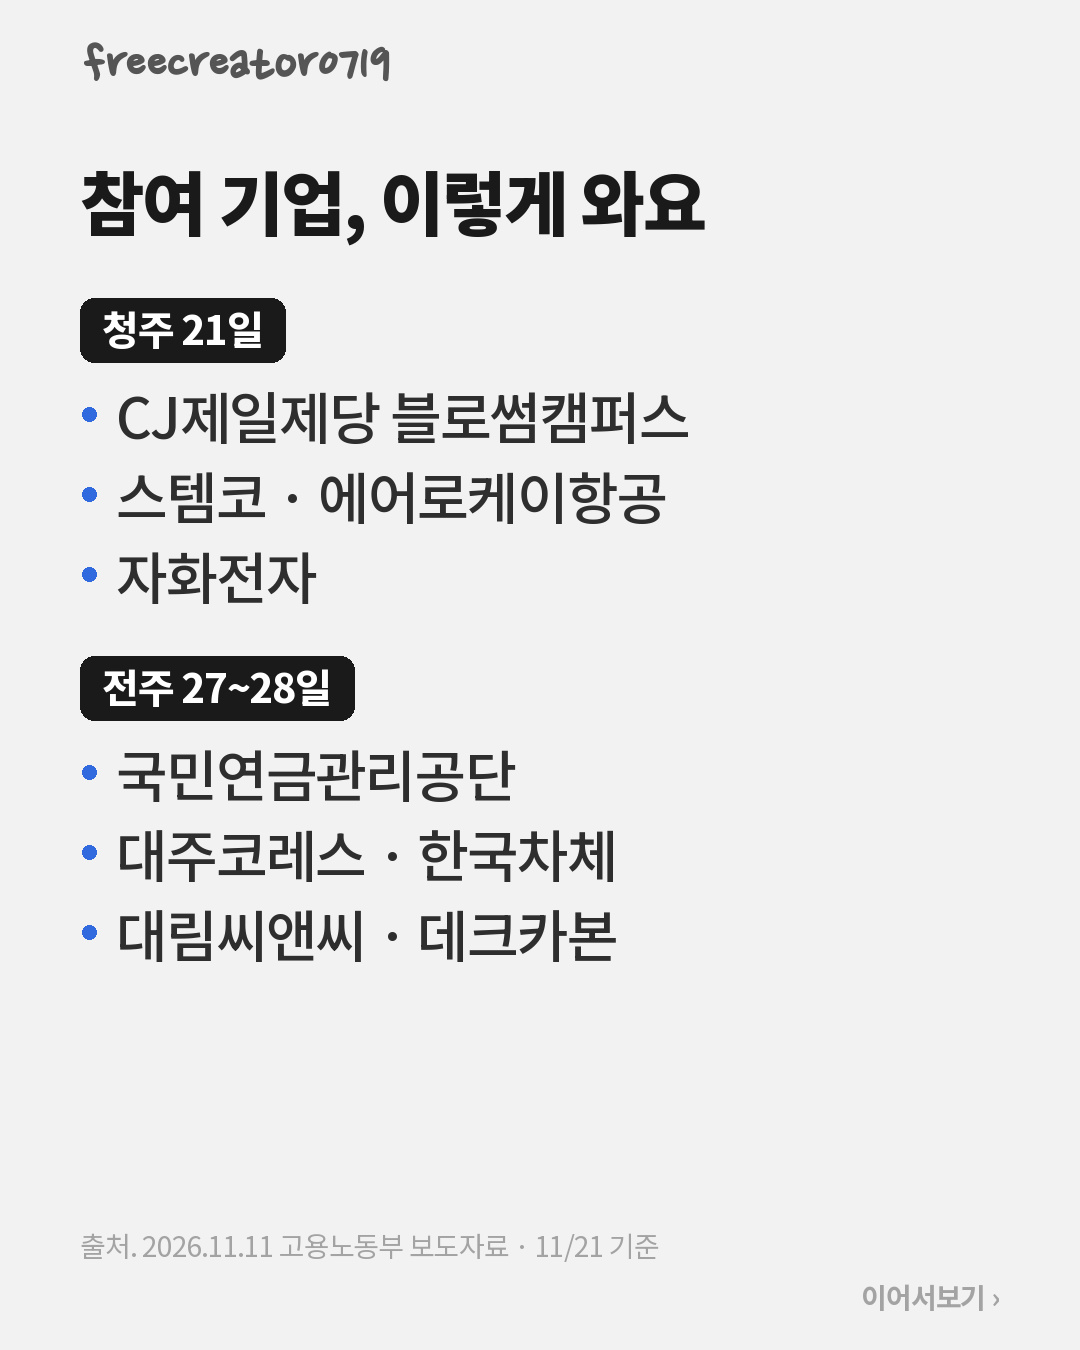 freecreator0719
참여 기업, 이렇게 와요
청주 21일
• CJ제일제당 블로썸캠퍼스
• 스템코 · 에어로케이항공
• 자화전자
전주 27~28일
• 국민연금관리공단
• 대주코레스 · 한국차체
• 대림씨앤씨 · 데크카본
출처. 2026.11.11 고용노동부 보도자료 · 11/21 기준
이어서보기 ›